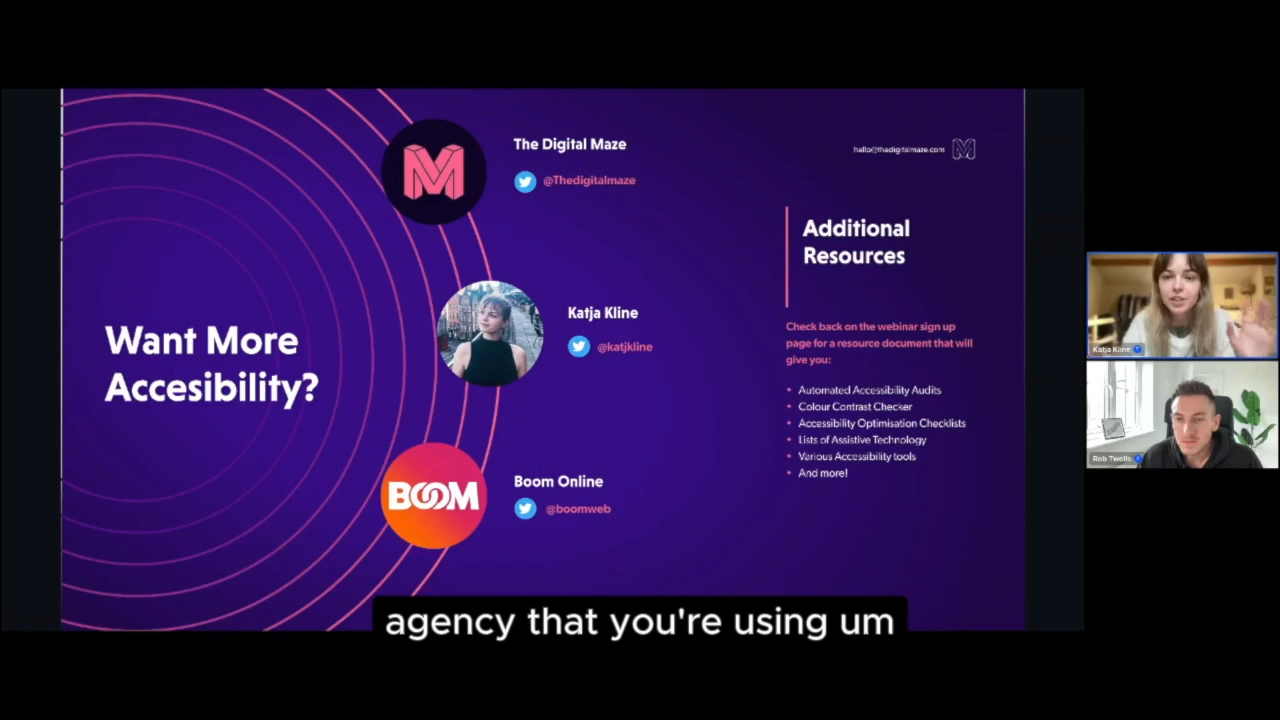 Want More
Accesibility?
M
The Digital Maze
@Thedigitalmaze
Katja Kline
@katjkline
BOOM
Boom Online
@boomweb
hello@thedigitalmaze.com
Additional
Resources
Check back on the webinar sign up
page for a resource document that will
give you:
• Automated Accessibility Audits
• Colour Contrast Checker
• Accessibility Optimisation Checklists
• Lists of Assistive Technology
• Various Accessibility tools
• And more!
Katja Kline
Rob Twells
agency that you're using um